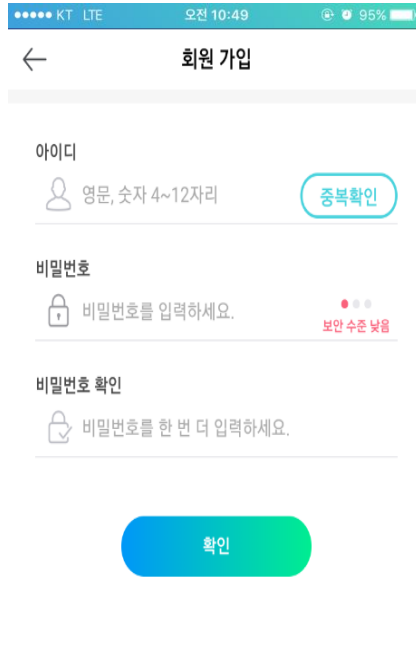 ●●●●● KT LTE 오전 10:49 95%
회원 가입
아이디
영문, 숫자 4~12자리 중복확인
비밀번호
비밀번호를 입력하세요.
보안 수준 낮음
비밀번호 확인
비밀번호를 한 번 더 입력하세요.
확인